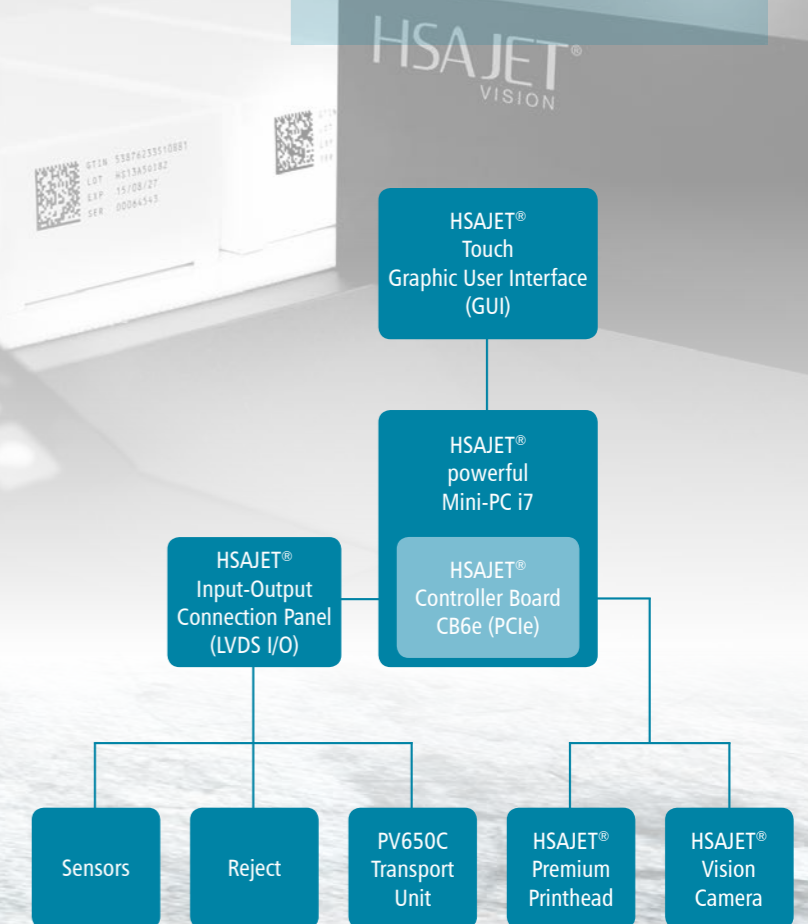 HSAJET®
VISION
GTIN 53876233510881
LOT HS13A50182
EXP 15/08/27
SER 00064543
HSAJET®
Touch
Graphic User Interface
(GUI)
HSAJET®
powerful
Mini-PC i7
HSAJET®
Input-Output
Connection Panel
(LVDS I/O)
HSAJET®
Controller Board
CB6e (PCIe)
Sensors
Reject
PV650C
Transport
Unit
HSAJET®
Premium
Printhead
HSAJET®
Vision
Camera